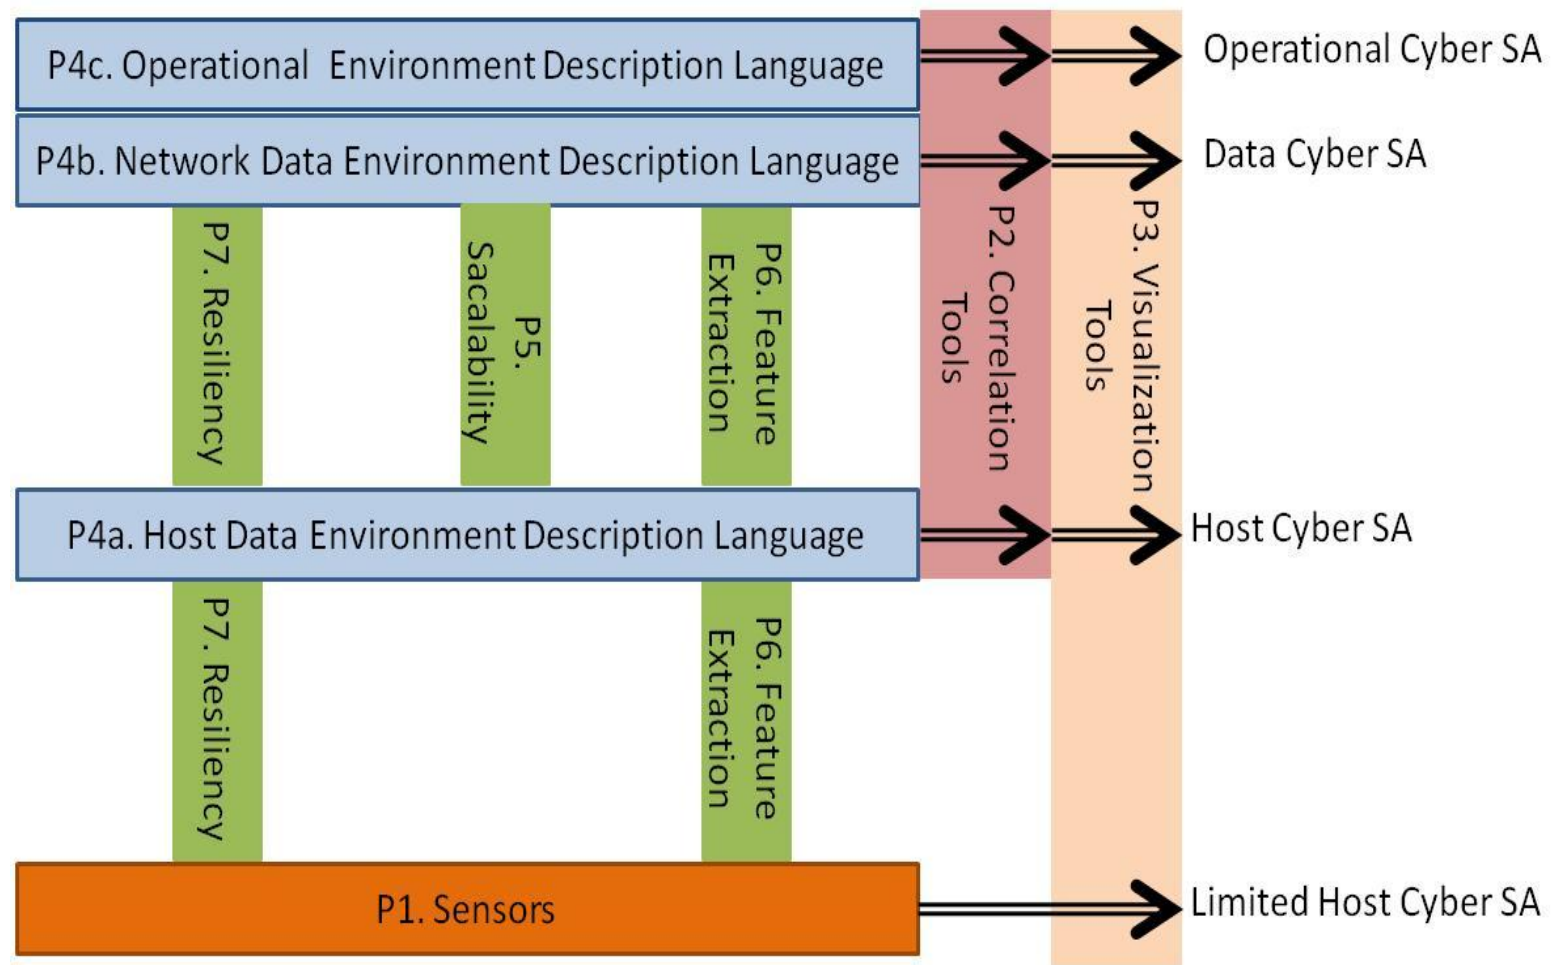 P4c. Operational Environment Description Language
Operational Cyber SA
P4b. Network Data Environment Description Language
Data Cyber SA
P7. Resiliency
P5.
Sacalability
P6. Feature
Extraction
P2. Correlation
Tools
P3. Visualization
Tools
P4a. Host Data Environment Description Language
Host Cyber SA
P7. Resiliency
P6. Feature
Extraction
P1. Sensors
Limited Host Cyber SA